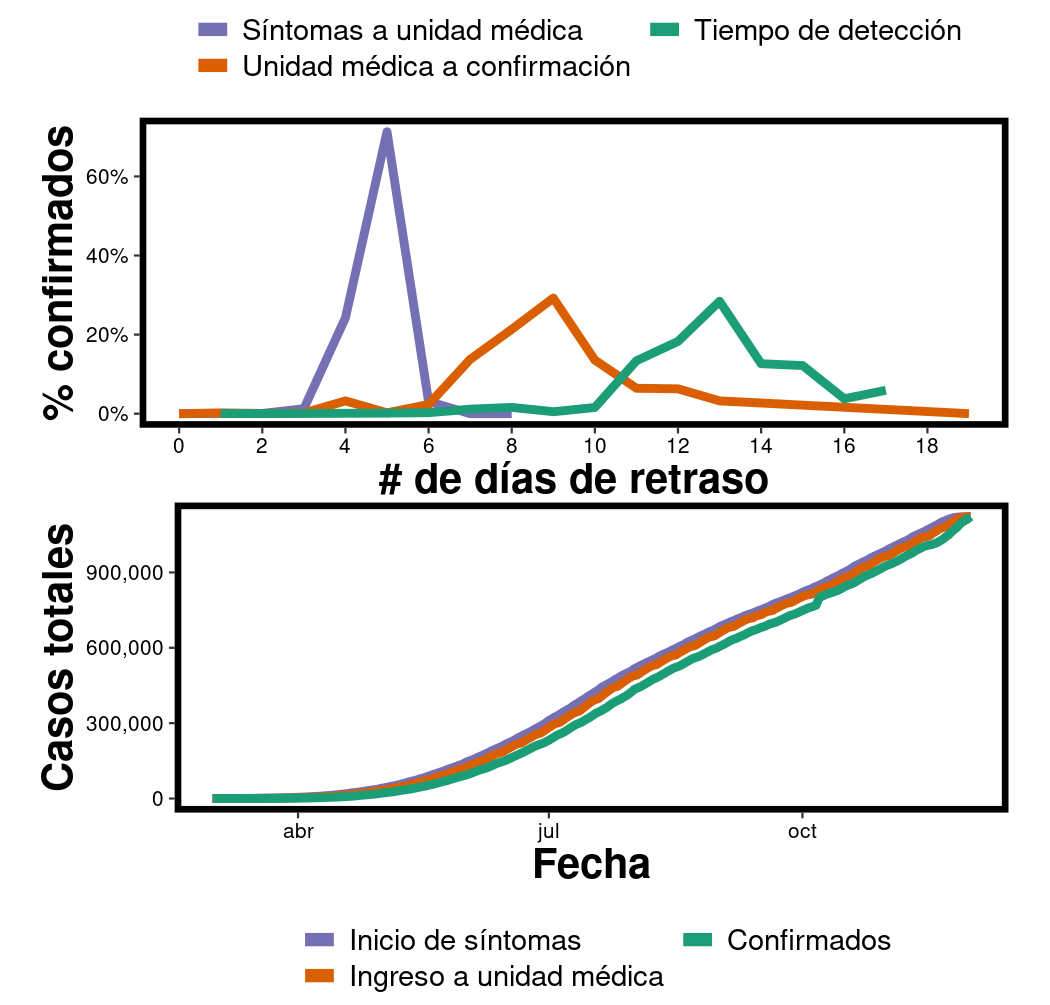 Síntomas a unidad médica
Tiempo de detección
Unidad médica a confirmación
% confirmados
60%
40%
20%
0%
0 2 4 6 8 10 12 14 16 18
# de días de retraso
Casos totales
900,000
600,000
300,000
0
abr jul oct
Fecha
Inicio de síntomas
Confirmados
Ingreso a unidad médica